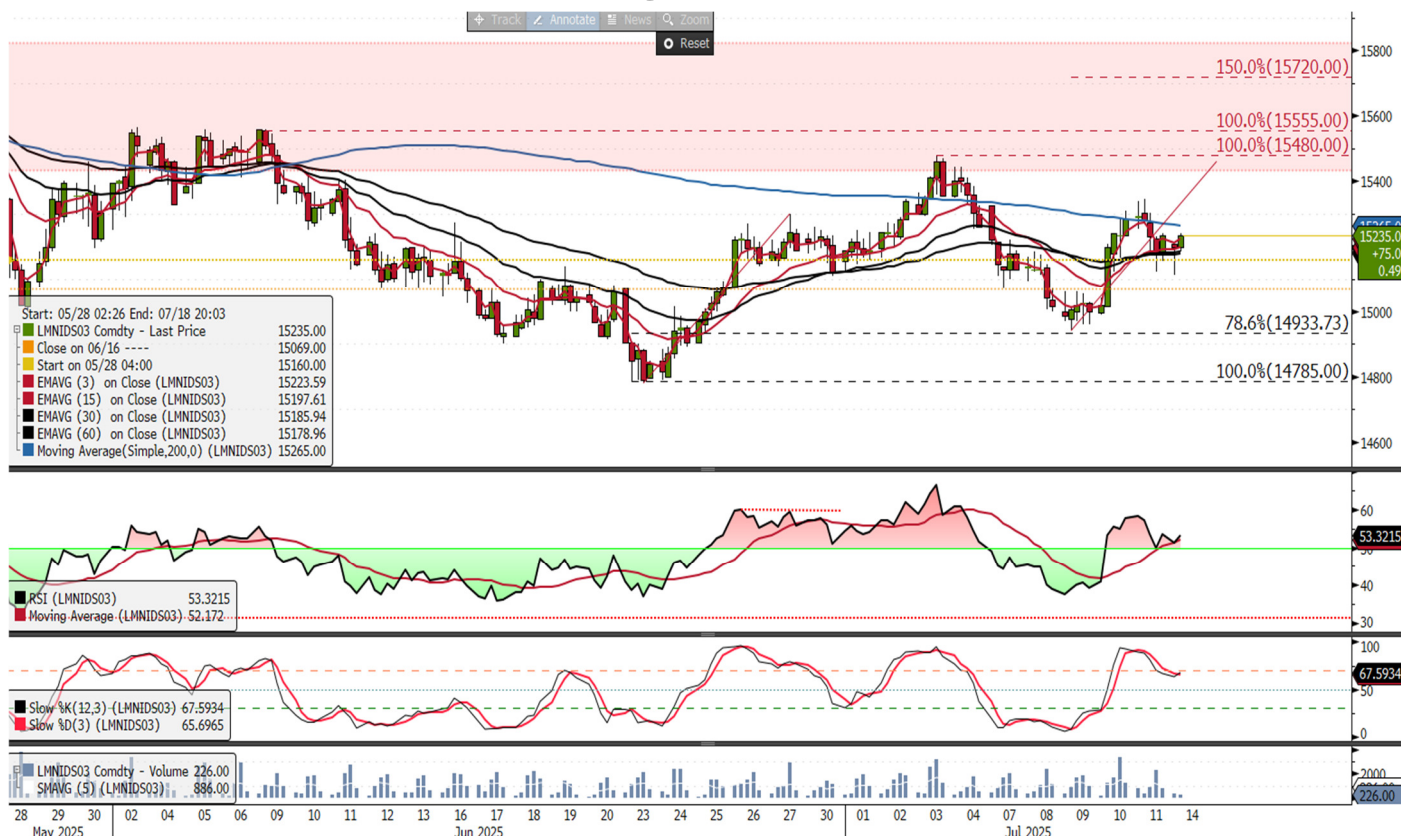 Track Annotate News Zoom
Reset
15800
150.0%(15720.00)
15600
100.0%(15555.00)
100.0%(15480.00)
15400
15265.0
15235.0
+75.0
0.49
15000
78.6%(14933.73)
100.0%(14785.00)
14800
14600
Start: 05/28 02:26 End: 07/18 20:03
LMNIDS03 Comdty - Last Price 15235.00
Close on 06/16 ---- 15069.00
Start on 05/28 04:00 15160.00
EMAVG (3) on Close (LMNIDS03) 15223.59
EMAVG (15) on Close (LMNIDS03) 15197.61
EMAVG (30) on Close (LMNIDS03) 15185.94
EMAVG (60) on Close (LMNIDS03) 15178.96
Moving Average(Simple,200,0) (LMNIDS03) 15265.00
60
53.3215
50
40
30
RSI (LMNIDS03) 53.3215
Moving Average (LMNIDS03) 52.172
100
67.5934
50
0
Slow %K(12,3) (LMNIDS03) 67.5934
Slow %D(3) (LMNIDS03) 65.6965
LMNIDS03 Comdty - Volume 226.00
SMAVG (5) (LMNIDS03) 886.00
2000
226.00
28 29 30 02 04 05 06 09 10 11 12 13 16 17 18 19 20 23 24 25 26 27 30 01 02 03 04 07 08 09 10 11 14
May 2025 Jun 2025 Jul 2025